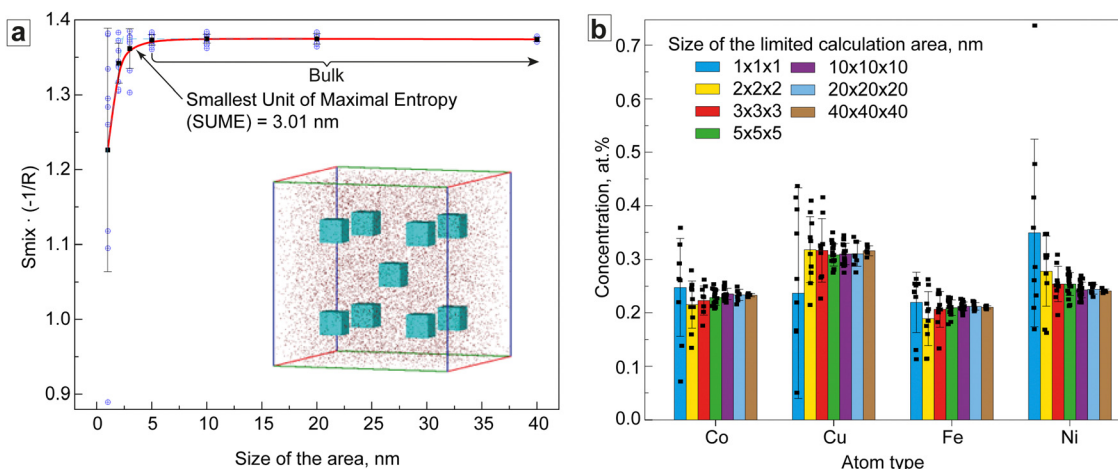 a
1.4
1.3
1.2
1.1
1.0
0.9
Smix · (-1/R)
Bulk
Smallest Unit of Maximal Entropy
(SUME) = 3.01 nm
0 5 10 15 20 25 30 35 40
Size of the area, nm
b
0.7
0.6
0.5
0.4
0.3
0.2
0.1
0.0
Concentration, at.%
Size of the limited calculation area, nm
1x1x1 10x10x10
2x2x2 20x20x20
3x3x3 40x40x40
5x5x5
Co Cu Fe Ni
Atom type